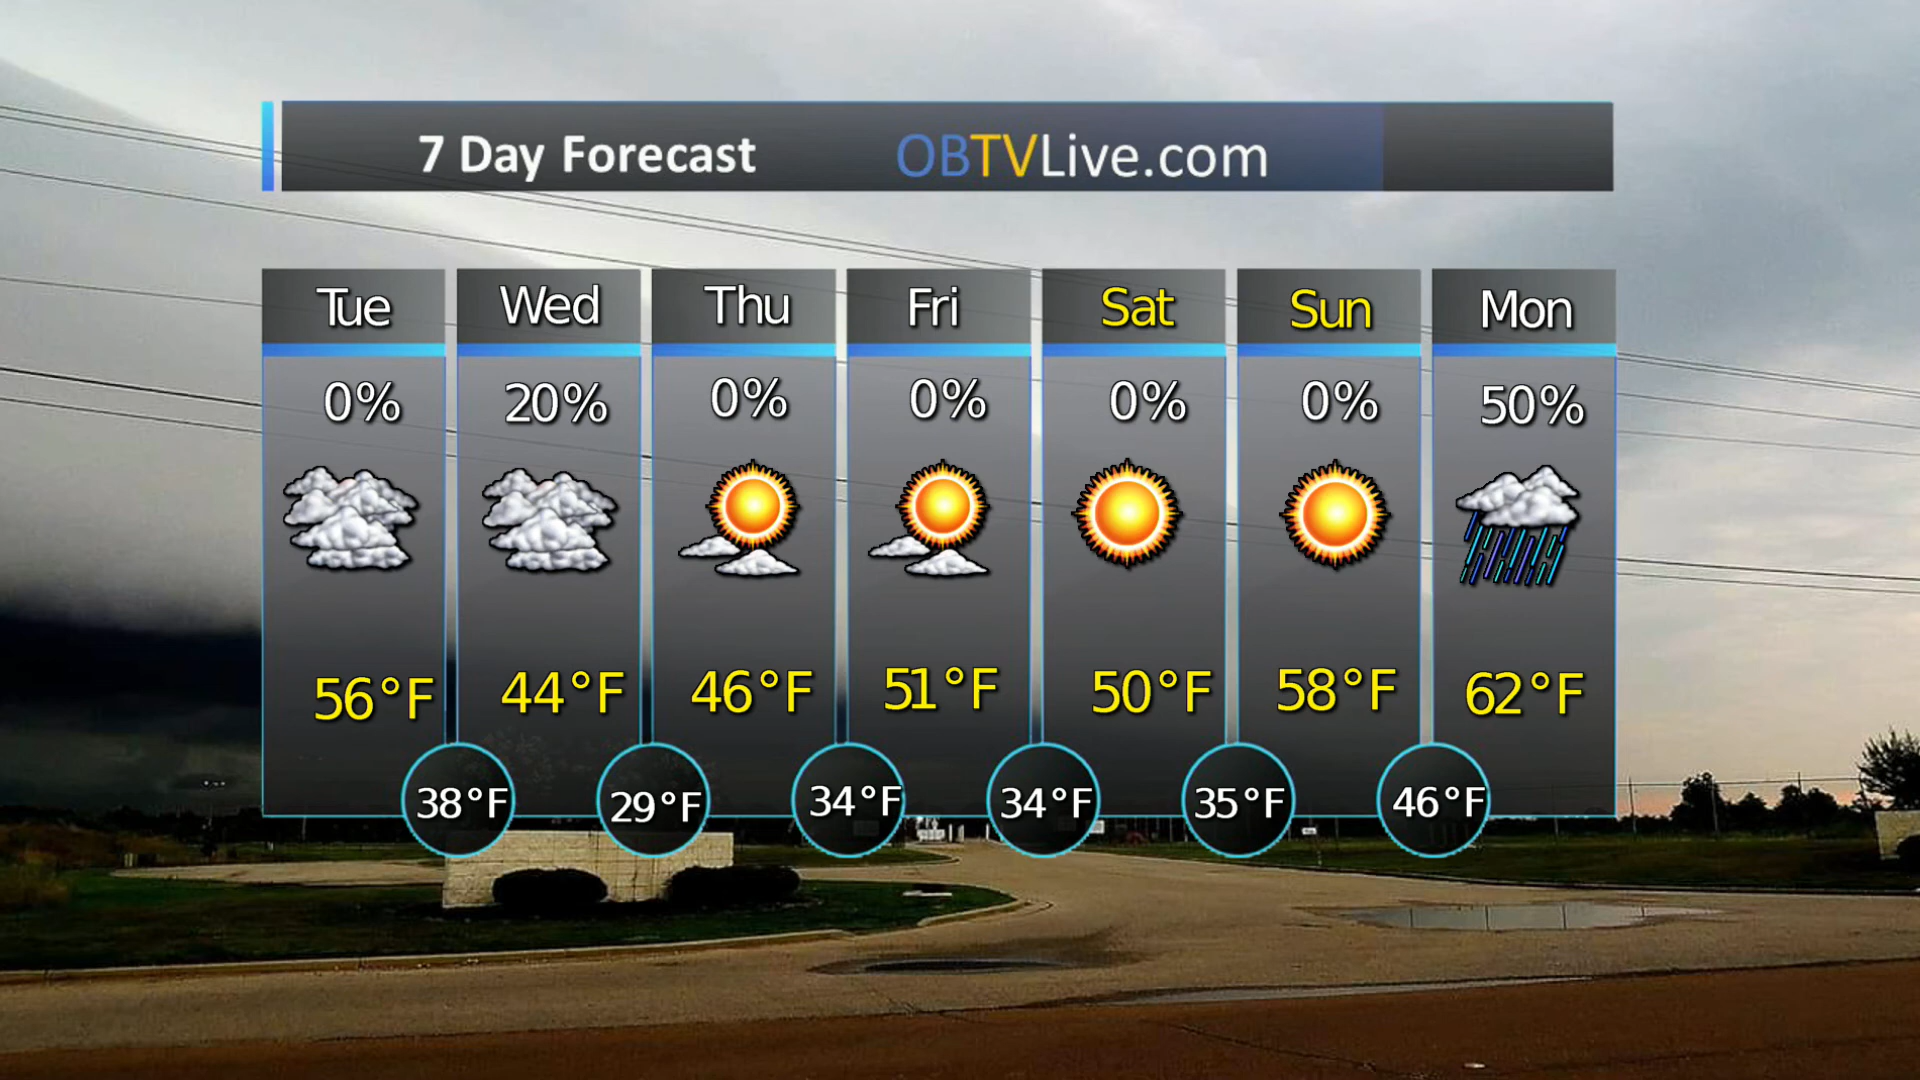 7 Day Forecast OBTVLive.com
Tue Wed Thu Fri Sat Sun Mon
0% 20% 0% 0% 0% 0% 50%
56°F 44°F 46°F 51°F 50°F 58°F 62°F
38°F 29°F 34°F 34°F 35°F 46°F